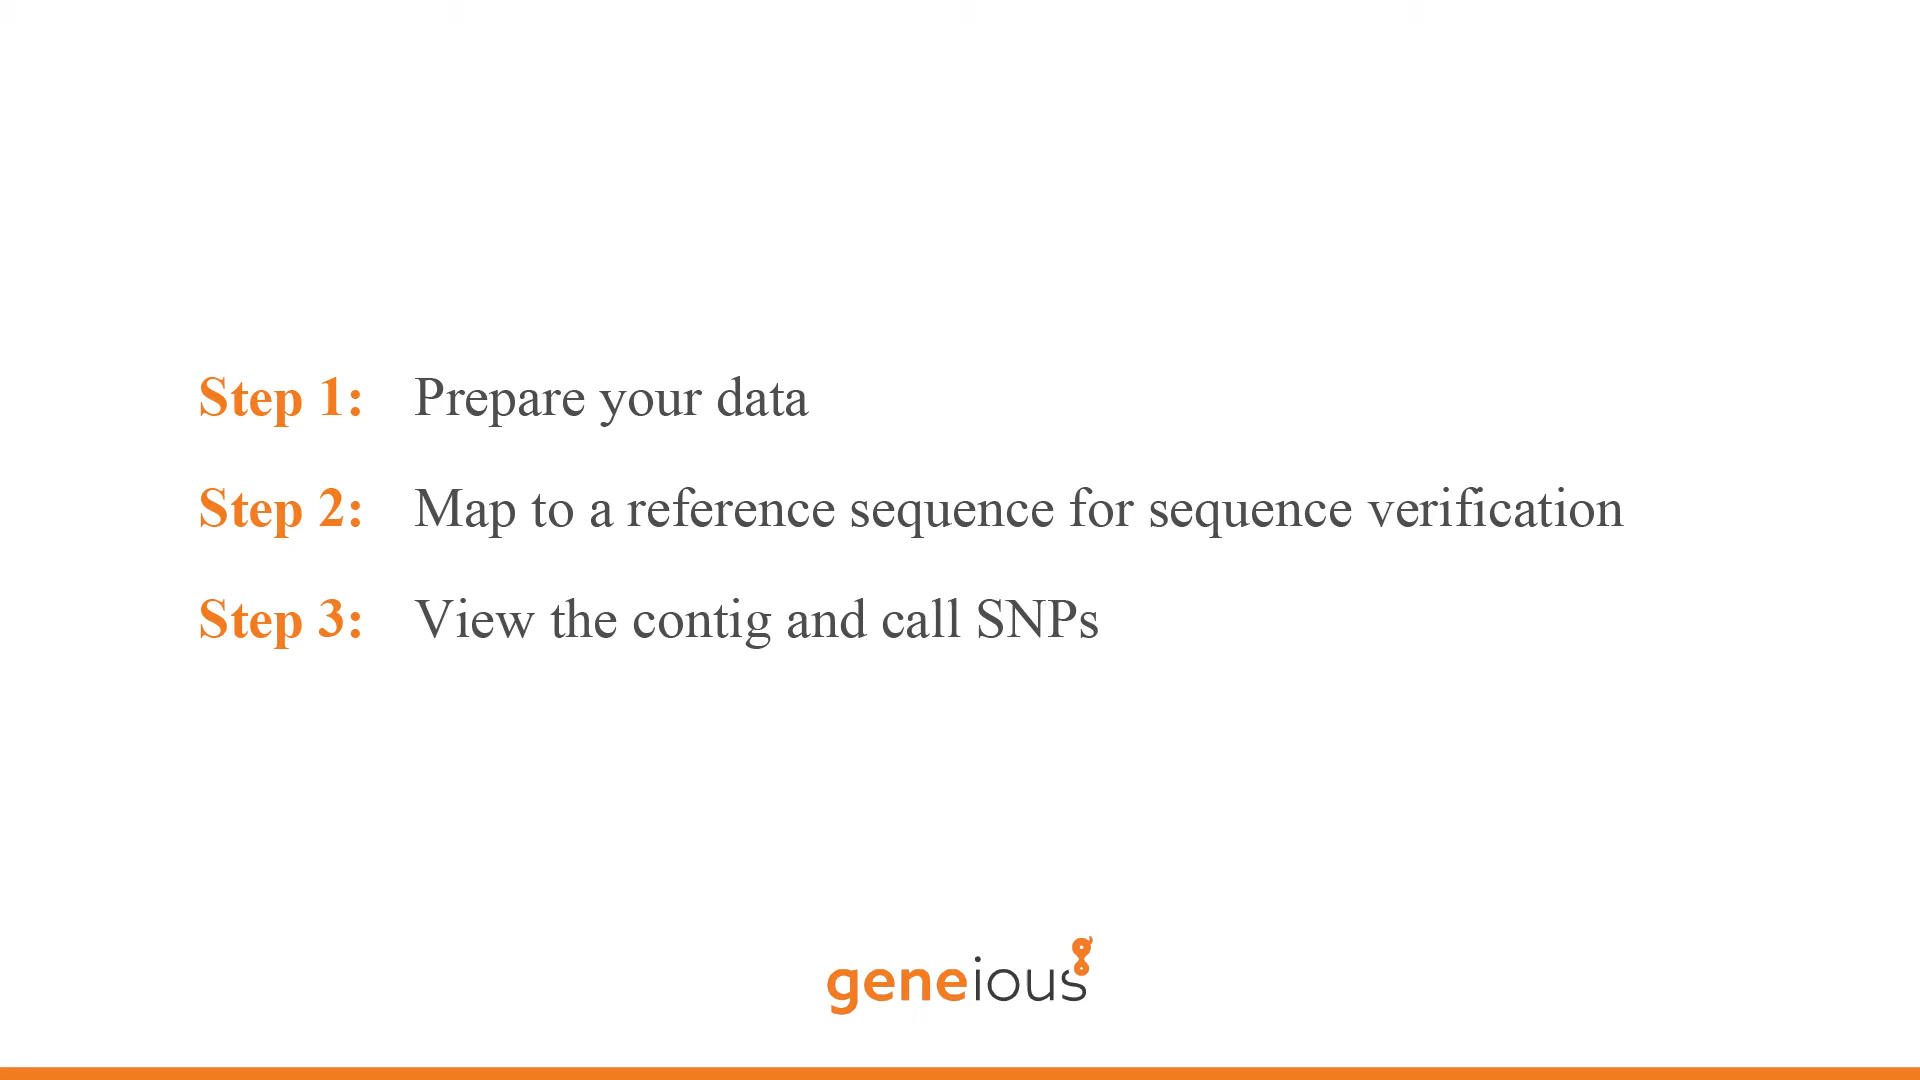 Step 1: Prepare your data
Step 2: Map to a reference sequence for sequence verification
Step 3: View the contig and call SNPs
geneious